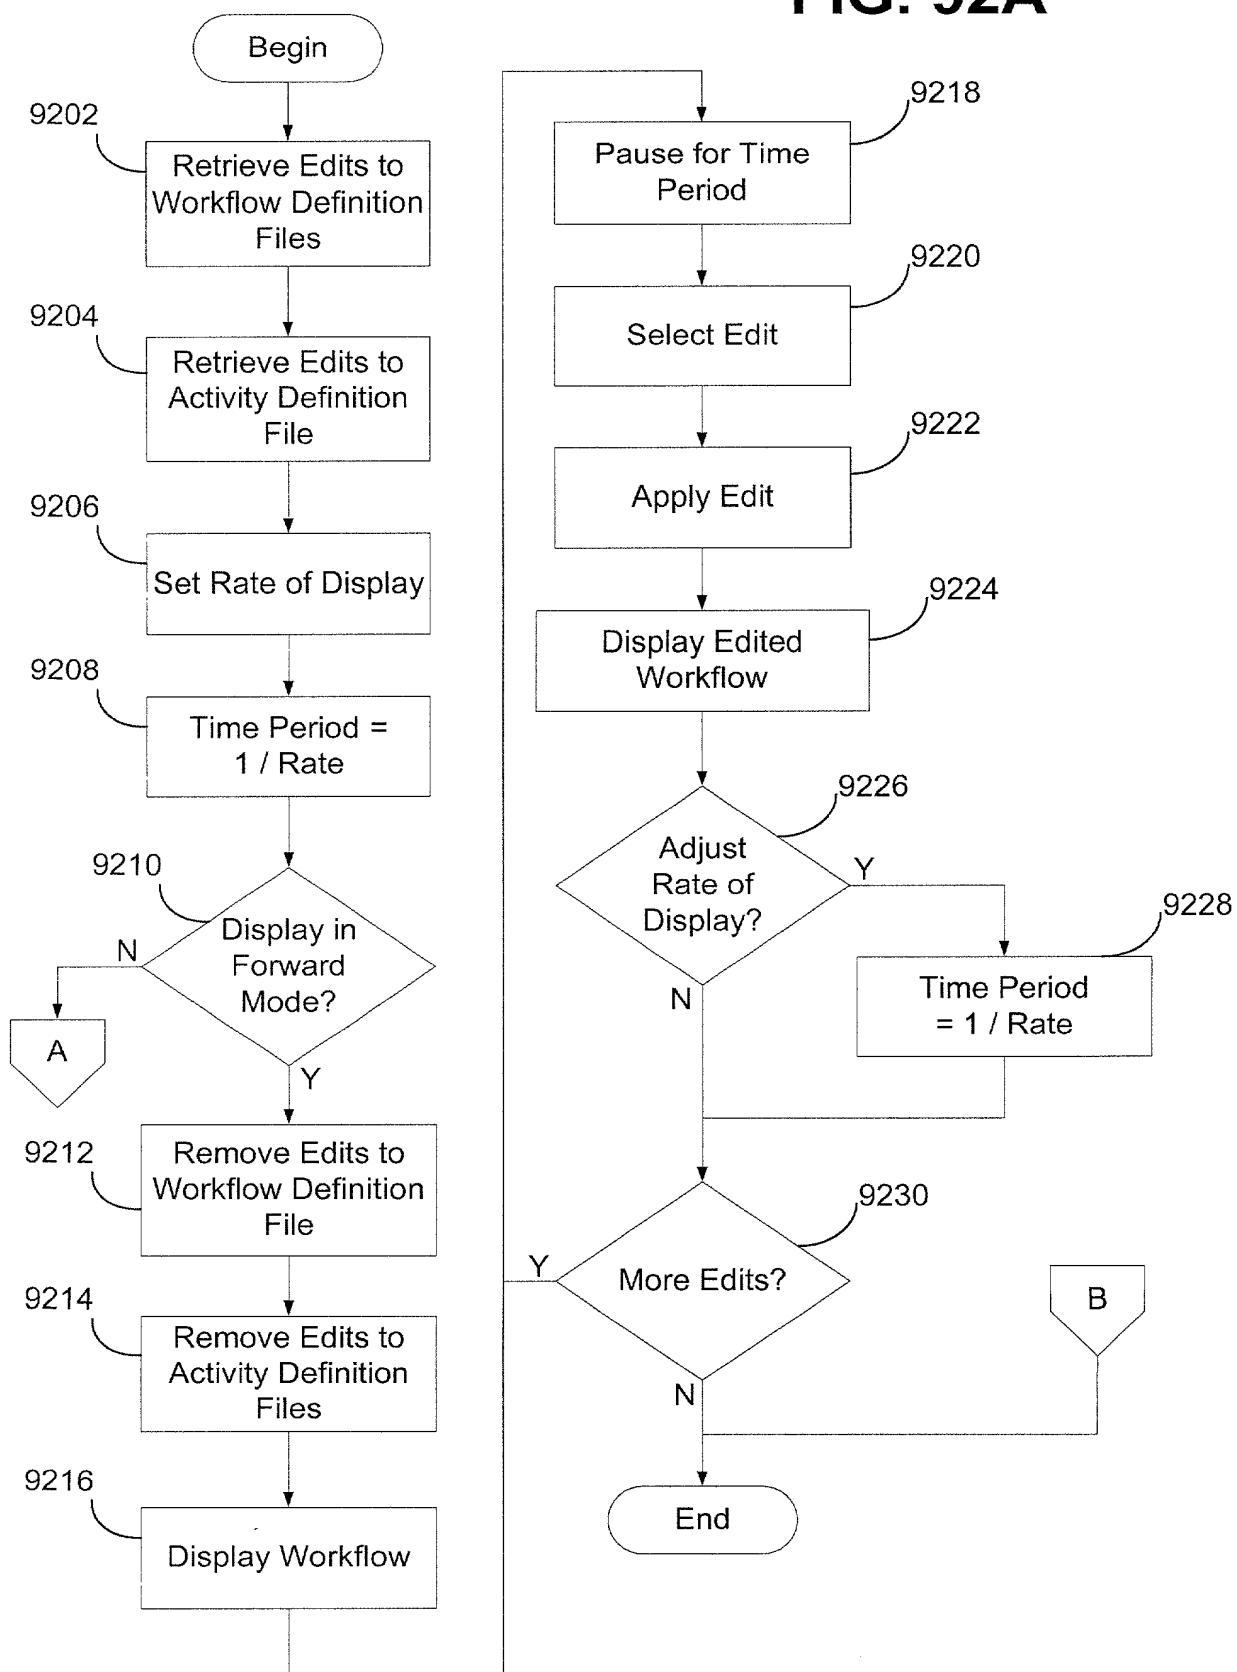 FIG. 92A
Begin
9202
Retrieve Edits to
Workflow Definition
Files
9204
Retrieve Edits to
Activity Definition
File
9206
Set Rate of Display
9208
Time Period =
1 / Rate
9210
Display in
Forward
Mode?
N
A
Y
9212
Remove Edits to
Workflow Definition
File
9214
Remove Edits to
Activity Definition
Files
9216
Display Workflow
9218
Pause for Time
Period
9220
Select Edit
9222
Apply Edit
9224
Display Edited
Workflow
9226
Adjust
Rate of
Display?
Y
N
9228
Time Period
= 1 / Rate
9230
More Edits?
Y
N
B
End